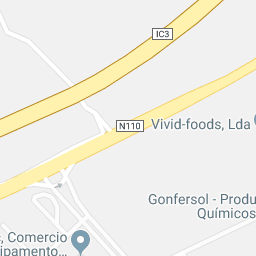 IC3
N110
Vivid-foods, Lda
Gonfersol - Produ
Químicos
, Comercio
ipamento...